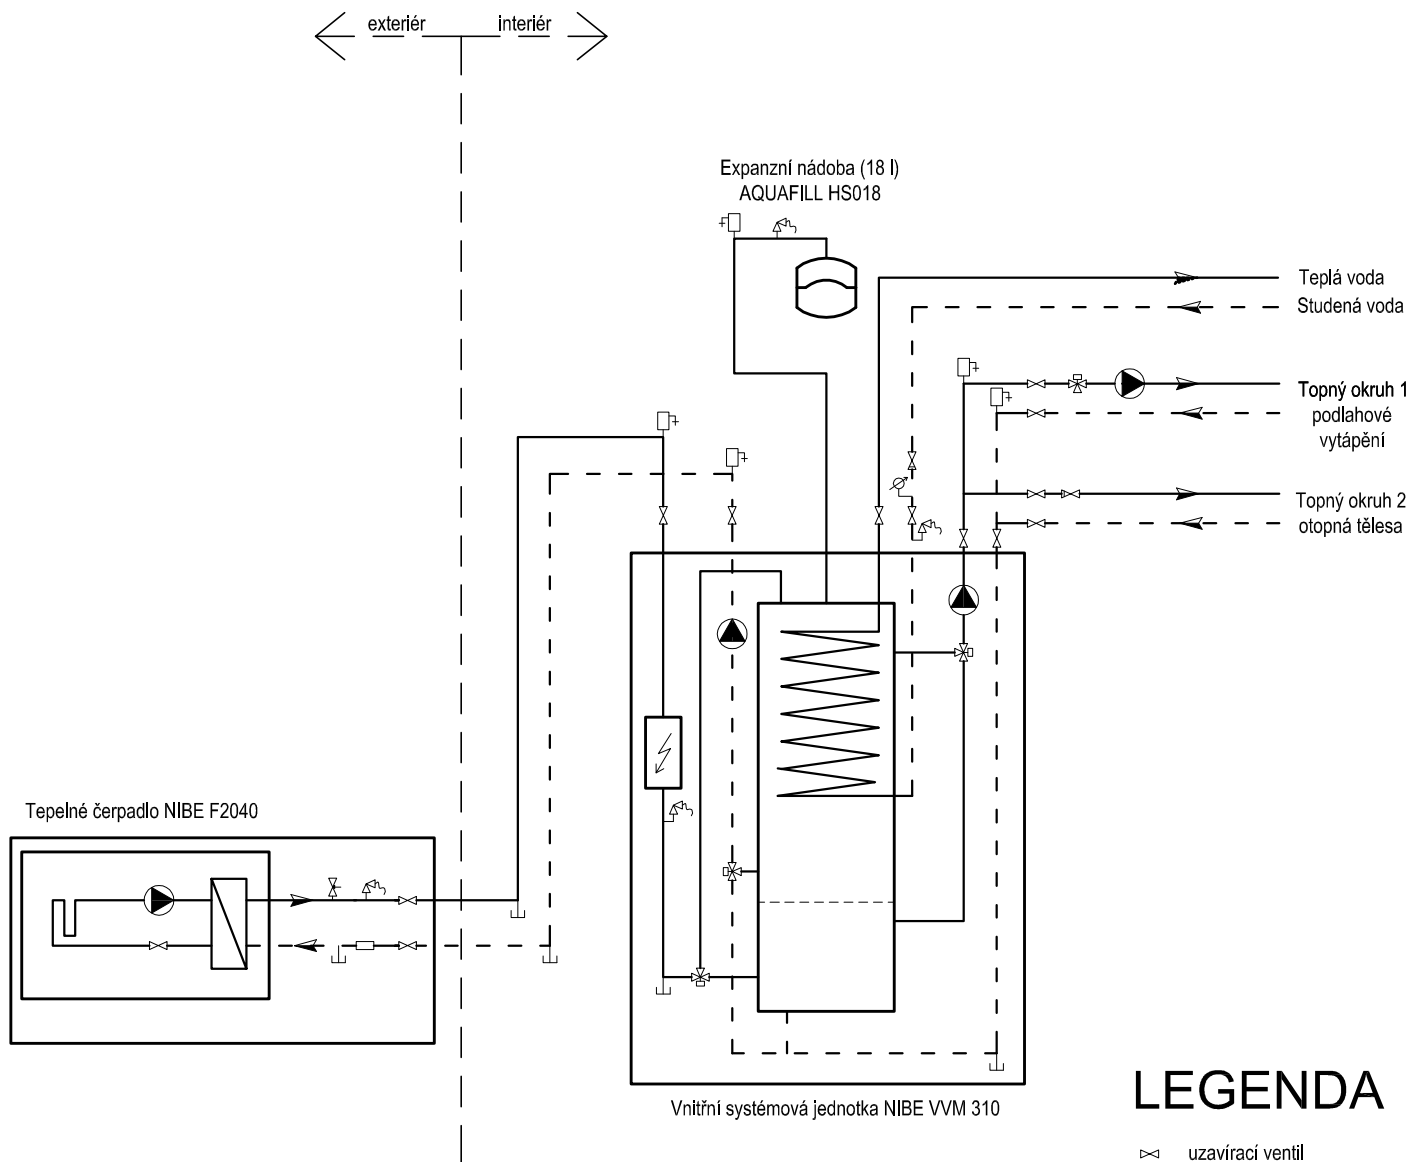 exteriér
interiér
Expanzní nádoba (18 l)
AQUAFILL HS018
Teplá voda
Studená voda
Topný okruh 1
podlahové
vytápění
Topný okruh 2
otopná tělesa
Tepelné čerpadlo NIBE F2040
Vnitřní systémová jednotka NIBE VVM 310
LEGENDA
uzavírací ventil